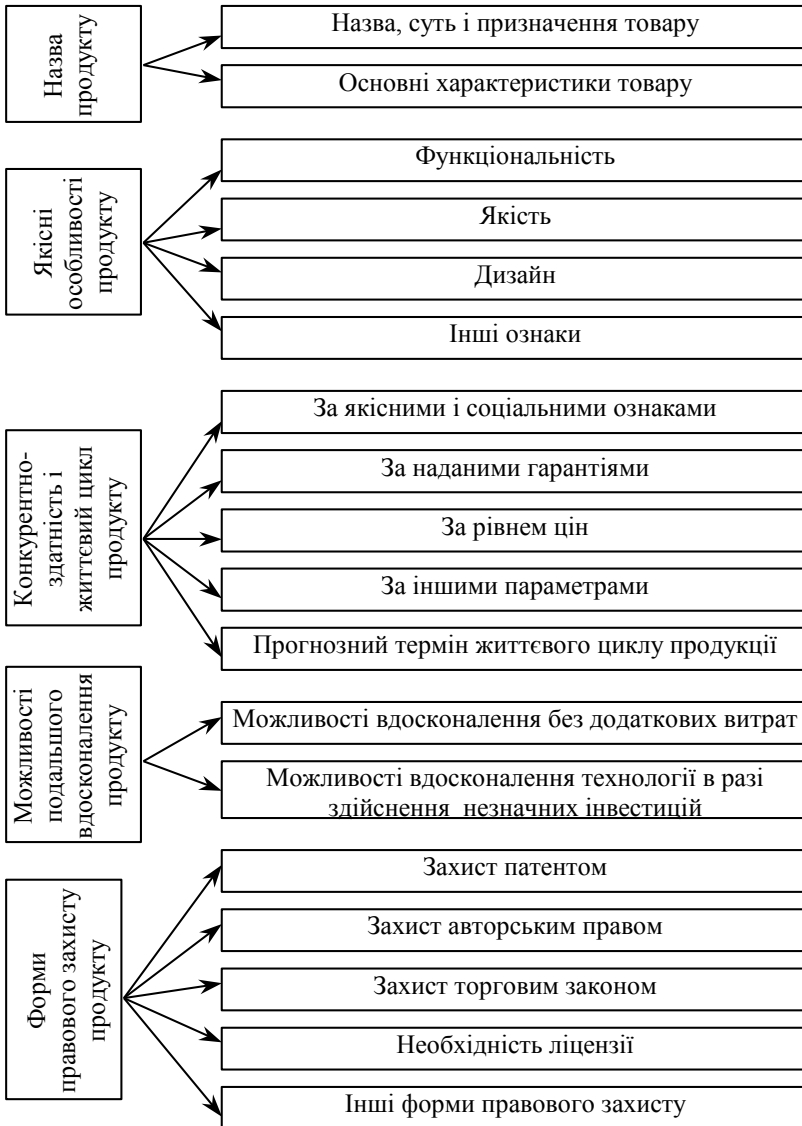 Назва
продукту
Назва, суть і призначення товару
Основні характеристики товару
Якісні
особливості
продукту
Функціональність
Якість
Дизайн
Інші ознаки
Конкурентно-
здатність і
життєвий цикл
продукту
За якісними і соціальними ознаками
За наданими гарантіями
За рівнем цін
За іншими параметрами
Прогнозний термін життєвого циклу продукції
Можливості
подальшого
вдосконалення
продукту
Можливості вдосконалення без додаткових витрат
Можливості вдосконалення технології в разі
здійснення незначних інвестицій
Форми
правового захисту
продукту
Захист патентом
Захист авторським правом
Захист торговим законом
Необхідність ліцензії
Інші форми правового захисту